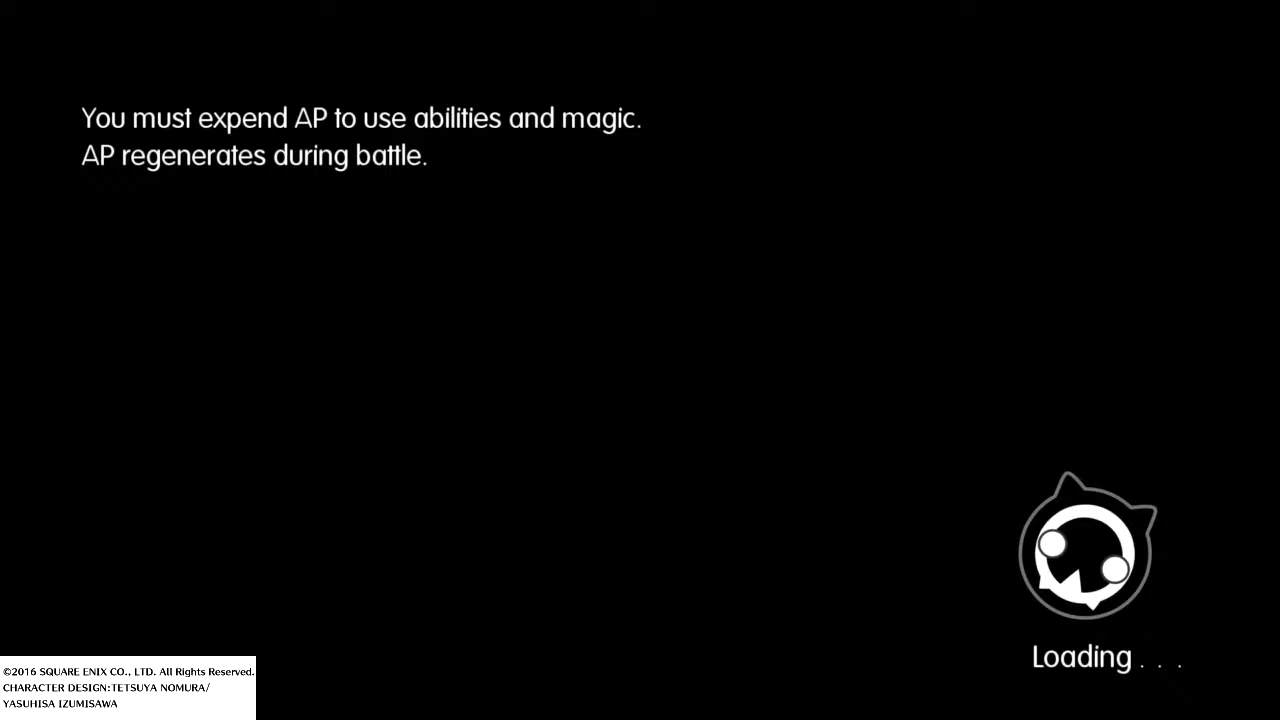 You must expend AP to use abilities and magic.
AP regenerates during battle.
Loading . . .
©2016 SQUARE ENIX CO., LTD. All Rights Reserved.
CHARACTER DESIGN:TETSUYA NOMURA/
YASUHISA IZUMISAWA